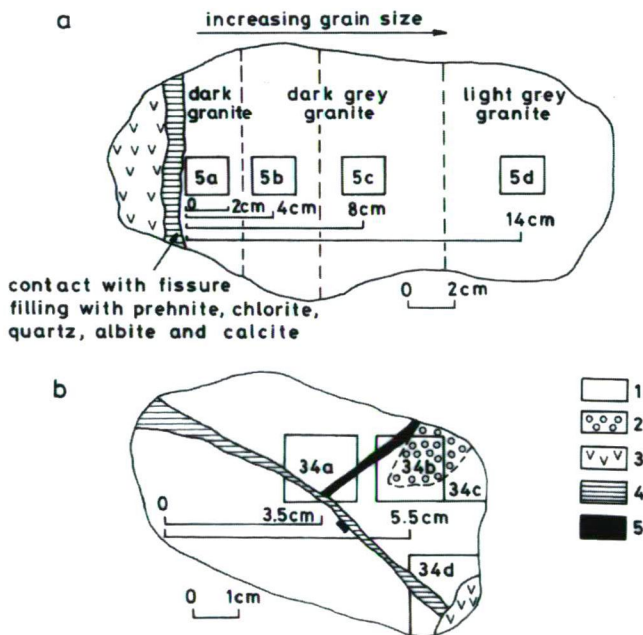 a
increasing grain size
dark granite
dark grey granite
light grey granite
5a
5b
5c
5d
0
2cm
4cm
8cm
14cm
contact with fissure
filling with prehnite, chlorite,
quartz, albite and calcite
0 2cm
b
1
2
3
4
5
34a
34b
34c
0
3.5cm
5.5cm
34d
0 1cm